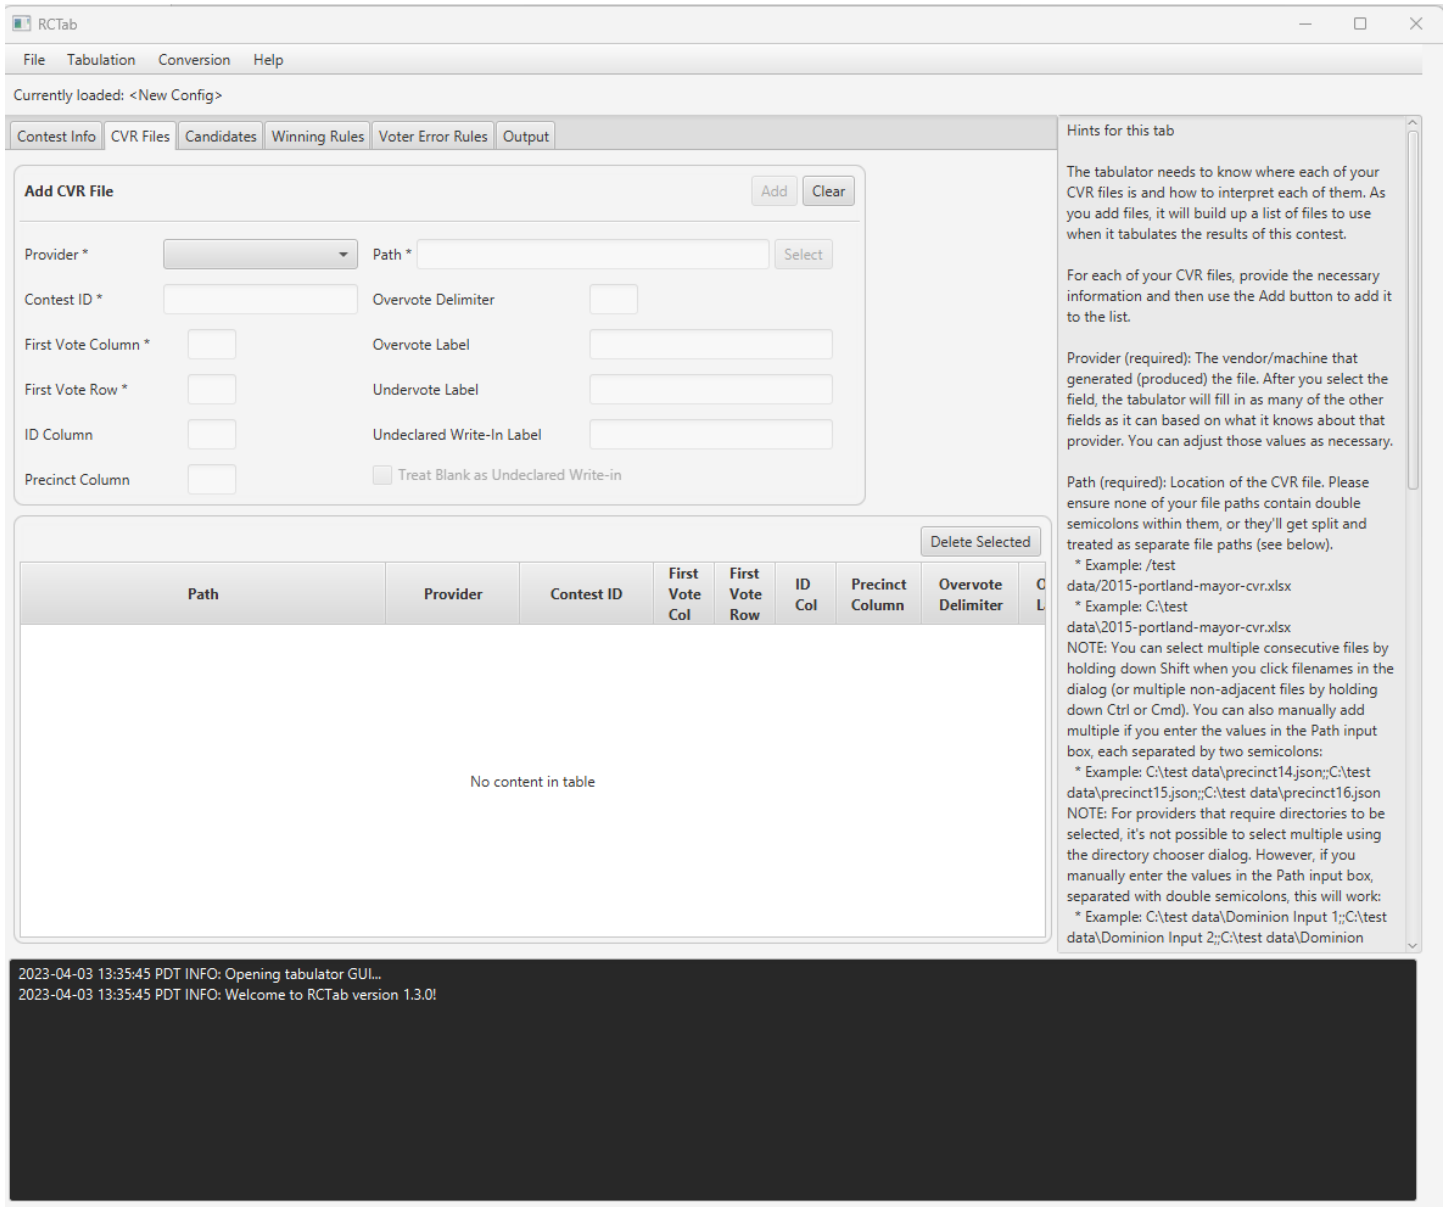 RCTab
File Tabulation Conversion Help
Currently loaded: <New Config>
Contest Info CVR Files Candidates Winning Rules Voter Error Rules Output
Add CVR File Add Clear
Provider * Path * Select
Contest ID * Overvote Delimiter
First Vote Column * Overvote Label
First Vote Row * Undervote Label
ID Column Undeclared Write-In Label
Precinct Column Treat Blank as Undeclared Write-in
Delete Selected
Path Provider Contest ID First Vote Col First Vote Row ID Col Precinct Column Overvote Delimiter
No content in table
Hints for this tab
The tabulator needs to know where each of your
CVR files is and how to interpret each of them. As
you add files, it will build up a list of files to use
when it tabulates the results of this contest.
For each of your CVR files, provide the necessary
information and then use the Add button to add it
to the list.
Provider (required): The vendor/machine that
generated (produced) the file. After you select the
field, the tabulator will fill in as many of the other
fields as it can based on what it knows about that
provider. You can adjust those values as necessary.
Path (required): Location of the CVR file. Please
ensure none of your file paths contain double
semicolons within them, or they'll get split and
treated as separate file paths (see below).
* Example: /test
data/2015-portland-mayor-cvr.xlsx
* Example: C:\test
data\2015-portland-mayor-cvr.xlsx
NOTE: You can select multiple consecutive files by
holding down Shift when you click filenames in the
dialog (or multiple non-adjacent files by holding
down Ctrl or Cmd). You can also manually add
multiple if you enter the values in the Path input
box, each separated by two semicolons:
* Example: C:\test data\precinct14.json;;C:\test
data\precinct15.json;;C:\test data\precinct16.json
NOTE: For providers that require directories to be
selected, it's not possible to select multiple using
the directory chooser dialog. However, if you
manually enter the values in the Path input box,
separated with double semicolons, this will work:
* Example: C:\test data\Dominion Input 1;;C:\test
data\Dominion Input 2;;C:\test data\Dominion
2023-04-03 13:35:45 PDT INFO: Opening tabulator GUI...
2023-04-03 13:35:45 PDT INFO: Welcome to RCTab version 1.3.0!